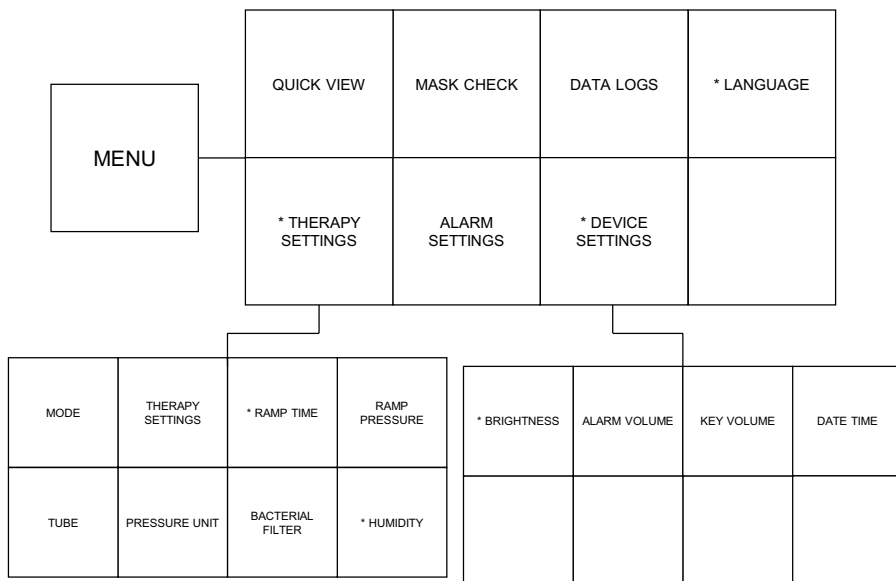 QUICK VIEW
MASK CHECK
DATA LOGS
* LANGUAGE
MENU
* THERAPY
SETTINGS
ALARM
SETTINGS
* DEVICE
SETTINGS
MODE
THERAPY
SETTINGS
* RAMP TIME
RAMP
PRESSURE
TUBE
PRESSURE UNIT
BACTERIAL
FILTER
* HUMIDITY
* BRIGHTNESS
ALARM VOLUME
KEY VOLUME
DATE TIME